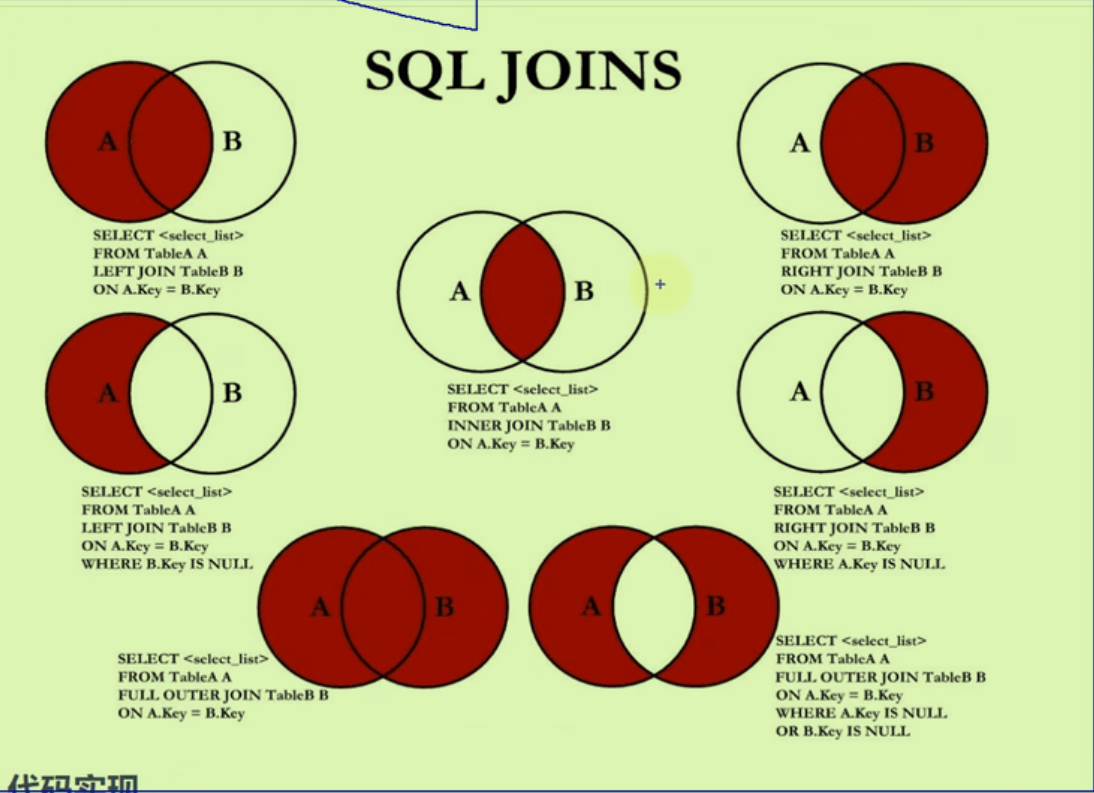 SQL JOINS
A B
SELECT <select_list>
FROM TableA A
LEFT JOIN TableB B
ON A.Key = B.Key
A B
SELECT <select_list>
FROM TableA A
RIGHT JOIN TableB B
ON A.Key = B.Key
A B
SELECT <select_list>
FROM TableA A
INNER JOIN TableB B
ON A.Key = B.Key
A B
SELECT <select_list>
FROM TableA A
LEFT JOIN TableB B
ON A.Key = B.Key
WHERE B.Key IS NULL
A B
SELECT <select_list>
FROM TableA A
RIGHT JOIN TableB B
ON A.Key = B.Key
WHERE A.Key IS NULL
A B
SELECT <select_list>
FROM TableA A
FULL OUTER JOIN TableB B
ON A.Key = B.Key
A B
SELECT <select_list>
FROM TableA A
FULL OUTER JOIN TableB B
ON A.Key = B.Key
WHERE A.Key IS NULL
OR B.Key IS NULL
代码实现